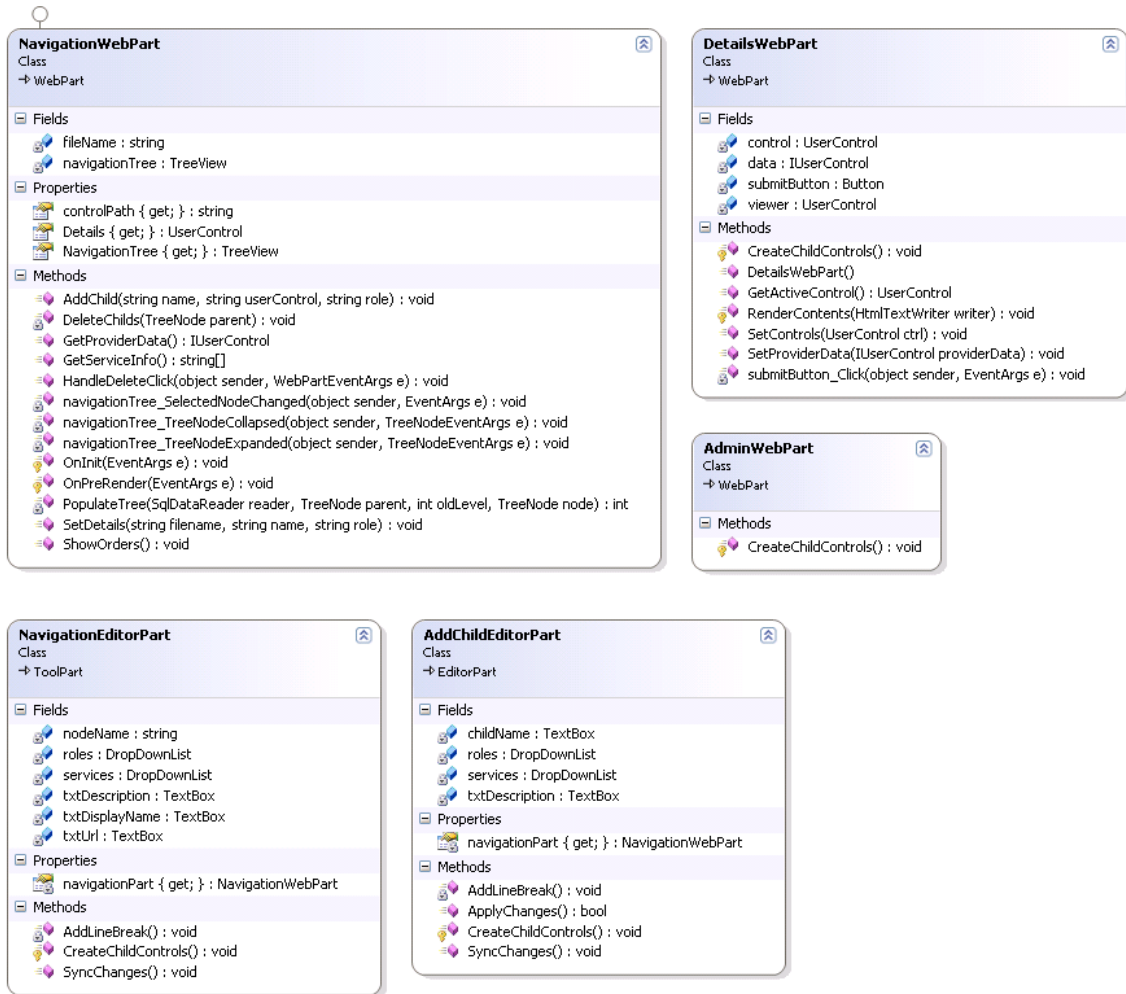 NavigationWebPart
Class
WebPart
Fields
fileName : string
navigationTree : TreeView
Properties
controlPath { get; } : string
Details { get; } : UserControl
NavigationTree { get; } : TreeView
Methods
AddChild(string name, string userControl, string role) : void
DeleteChilds(TreeNode parent) : void
GetProviderData() : IUserControl
GetServiceInfo() : string[]
HandleDeleteClick(object sender, WebPartEventArgs e) : void
navigationTree_SelectedNodeChanged(object sender, EventArgs e) : void
navigationTree_TreeNodeCollapsed(object sender, TreeNodeEventArgs e) : void
navigationTree_TreeNodeExpanded(object sender, TreeNodeEventArgs e) : void
OnInit(EventArgs e) : void
OnPreRender(EventArgs e) : void
PopulateTree(SqlDataReader reader, TreeNode parent, int oldLevel, TreeNode node) : int
SetDetails(string filename, string name, string role) : void
ShowOrders() : void
DetailsWebPart
Class
WebPart
Fields
control : UserControl
data : IUserControl
submitButton : Button
viewer : UserControl
Methods
CreateChildControls() : void
DetailsWebPart()
GetActiveControl() : UserControl
RenderContents(HtmlTextWriter writer) : void
SetControls(UserControl ctrl) : void
SetProviderData(IUserControl providerData) : void
submitButton_Click(object sender, EventArgs e) : void
AdminWebPart
Class
WebPart
Methods
CreateChildControls() : void
NavigationEditorPart
Class
ToolPart
Fields
nodeName : string
roles : DropDownList
services : DropDownList
txtDescription : TextBox
txtDisplayName : TextBox
txtUrl : TextBox
Properties
navigationPart { get; } : NavigationWebPart
Methods
AddLineBreak() : void
CreateChildControls() : void
SyncChanges() : void
AddChildEditorPart
Class
EditorPart
Fields
childName : TextBox
roles : DropDownList
services : DropDownList
txtDescription : TextBox
Properties
navigationPart { get; } : NavigationWebPart
Methods
AddLineBreak() : void
ApplyChanges() : bool
CreateChildControls() : void
SyncChanges() : void